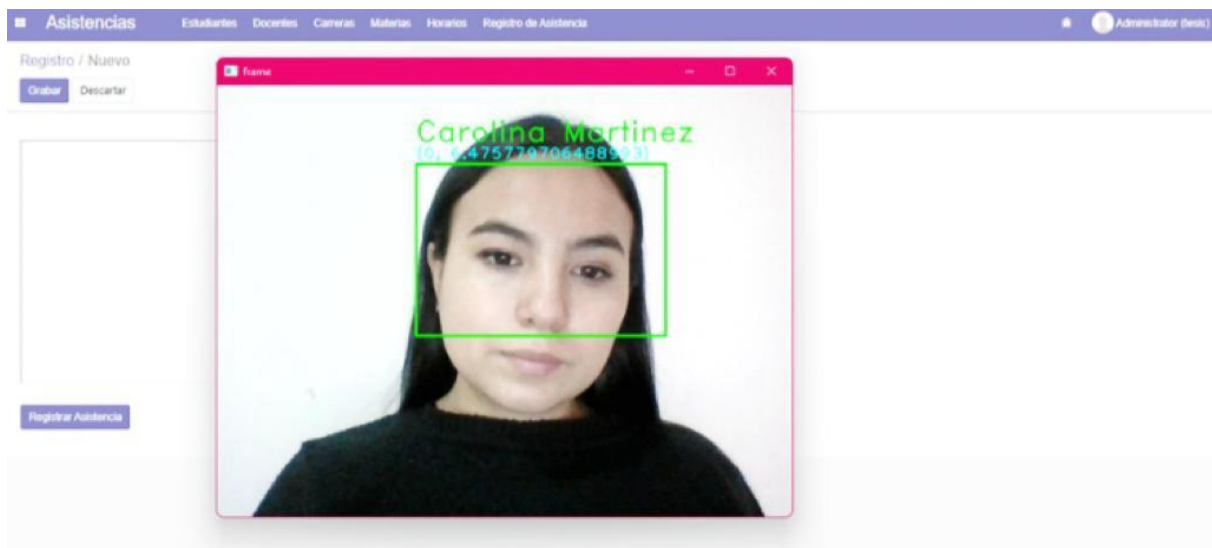 Asistencias Estudiantes Docentes Carreras Materias Horarios Registro de Asistencia Administrator (tesis)
Registro / Nuevo
Grabar Descartar
frame
Carolina Martinez
(0, 6.475779706488993)
Registrar Asistencia